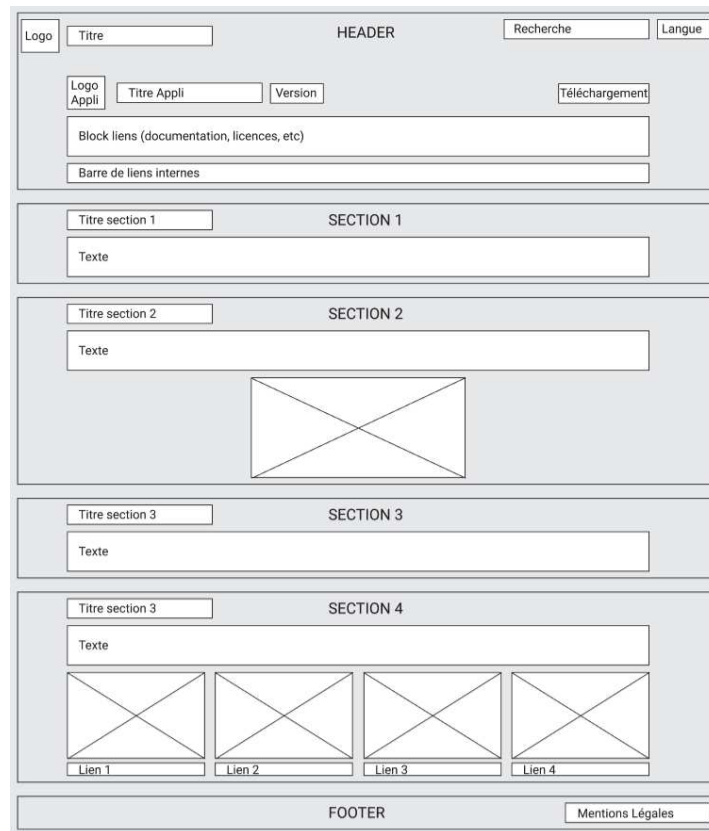 Logo
Titre
HEADER
Recherche
Langue
Logo
Appli
Titre Appli
Version
Téléchargement
Block liens (documentation, licences, etc)
Barre de liens internes
Titre section 1
SECTION 1
Texte
Titre section 2
SECTION 2
Texte
Titre section 3
SECTION 3
Texte
Titre section 3
SECTION 4
Texte
Lien 1
Lien 2
Lien 3
Lien 4
FOOTER
Mentions Légales